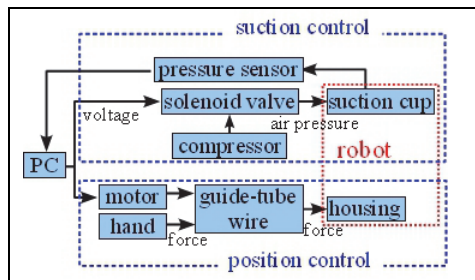 suction control
pressure sensor
solenoid valve
suction cup
voltage
air pressure
compressor
robot
PC
motor
guide-tube
wire
housing
hand
force
force
position control